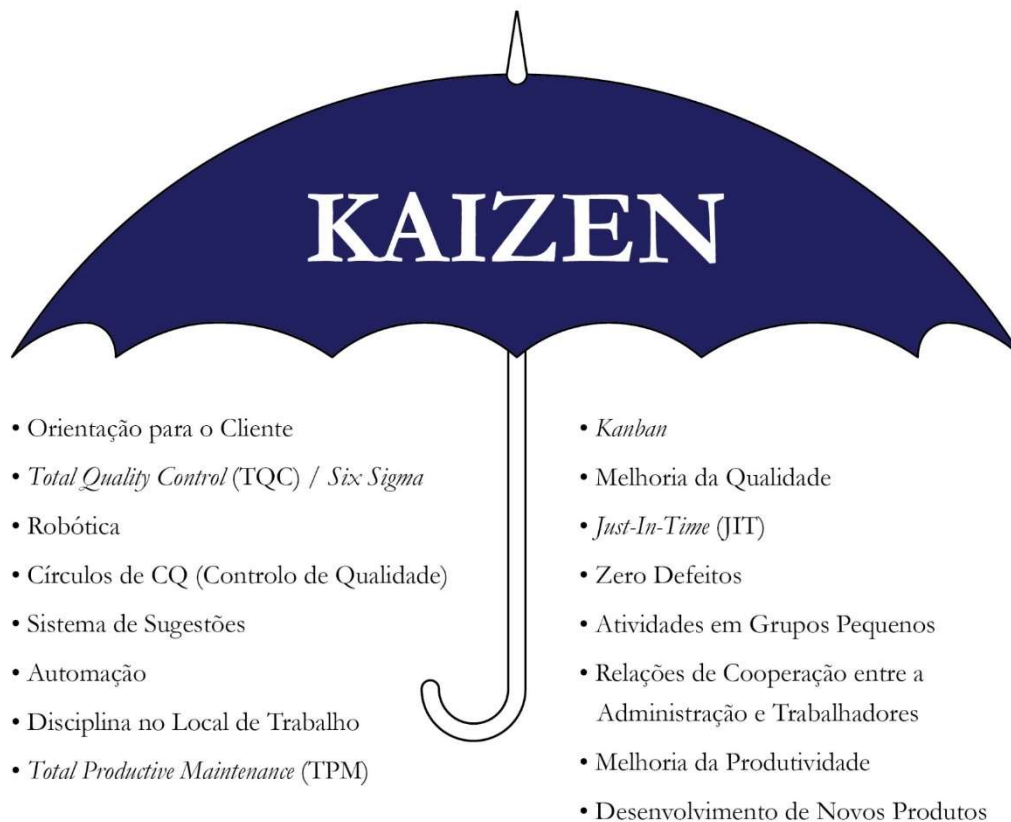 KAIZEN
• Orientação para o Cliente
• Total Quality Control (TQC) / Six Sigma
• Robótica
• Círculos de CQ (Controlo de Qualidade)
• Sistema de Sugestões
• Automação
• Disciplina no Local de Trabalho
• Total Productive Maintenance (TPM)
• Kanban
• Melhoria da Qualidade
• Just-In-Time (JIT)
• Zero Defeitos
• Atividades em Grupos Pequenos
• Relações de Cooperação entre a
Administração e Trabalhadores
• Melhoria da Produtividade
• Desenvolvimento de Novos Produtos